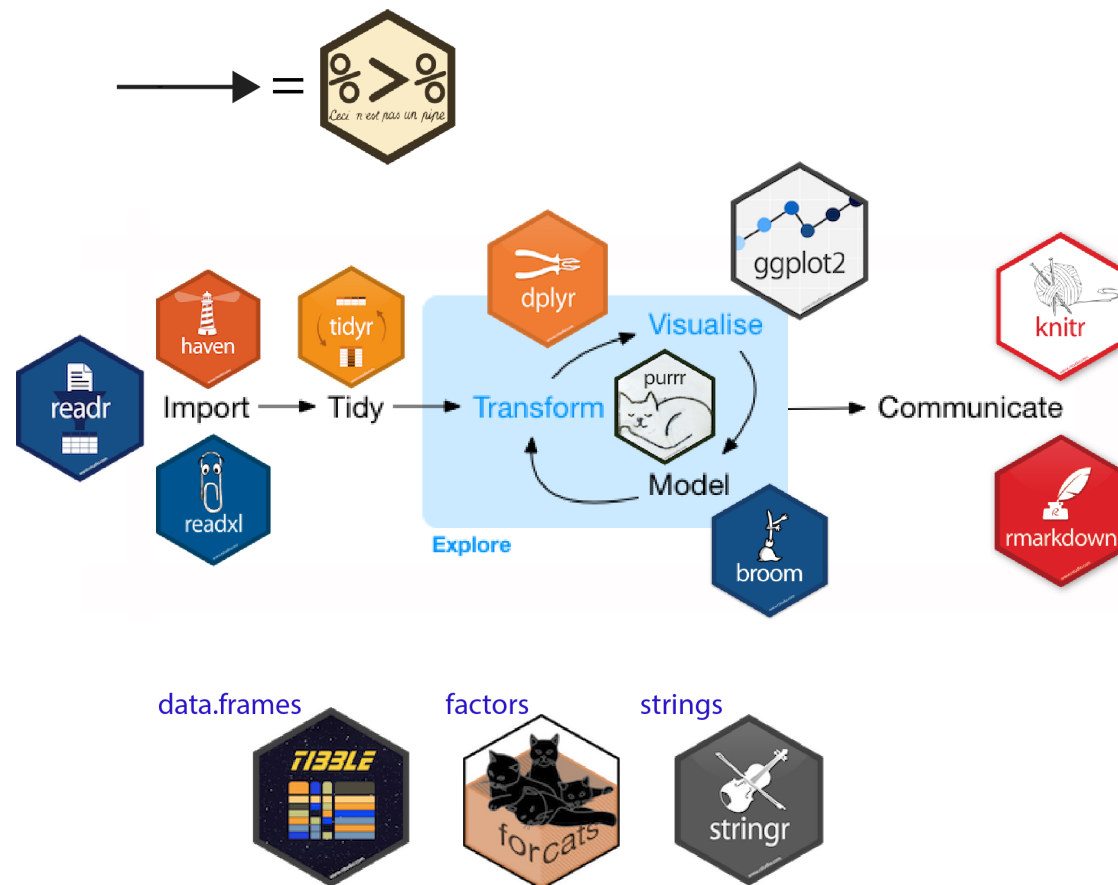 =
%>%
Ceci n'est pas un pipe
ggplot2
dplyr
Visualise
knitr
haven
tidyr
purrr
readr
Import
Tidy
Transform
Communicate
Model
readxl
rmarkdown
Explore
broom
data.frames
factors
strings
TIBBLE
forcats
stringr